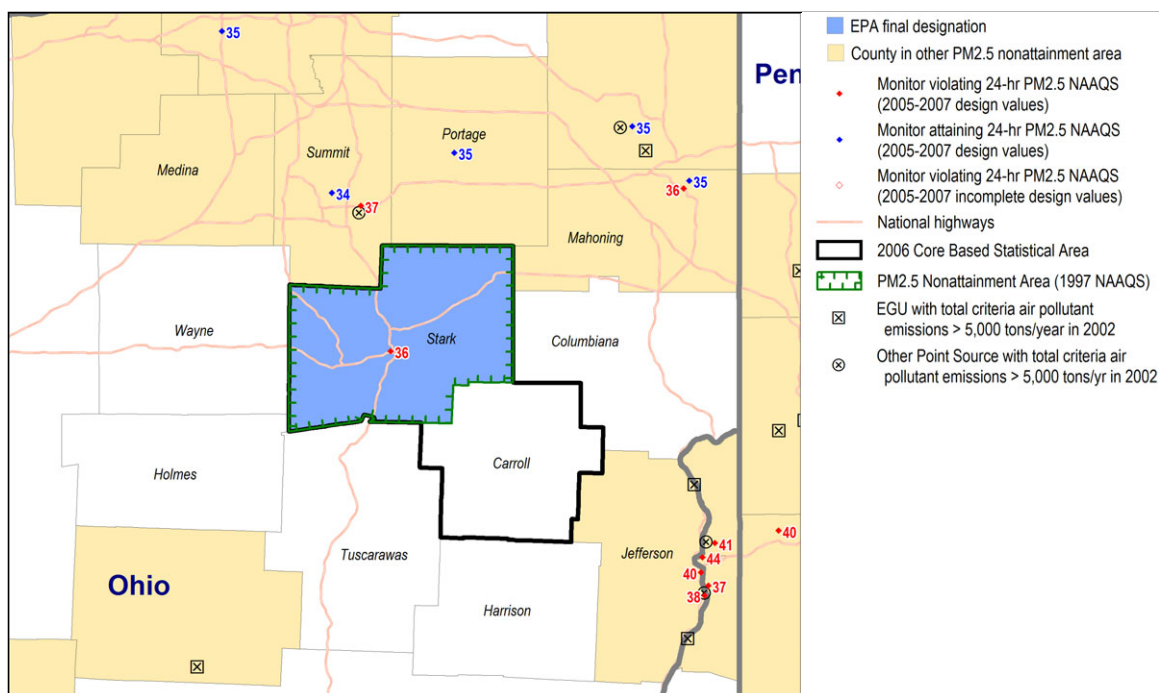 35
Pen
Medina
Summit
Portage
35
35
34
37
36
35
Mahoning
Wayne
Stark
36
Columbiana
Holmes
Carroll
Tuscarawas
Jefferson
41
40
44
40
37
38
Ohio
Harrison
EPA final designation
County in other PM2.5 nonattainment area
Monitor violating 24-hr PM2.5 NAAQS
(2005-2007 design values)
Monitor attaining 24-hr PM2.5 NAAQS
(2005-2007 design values)
Monitor violating 24-hr PM2.5 NAAQS
(2005-2007 incomplete design values)
National highways
2006 Core Based Statistical Area
PM2.5 Nonattainment Area (1997 NAAQS)
EGU with total criteria air pollutant
emissions > 5,000 tons/year in 2002
Other Point Source with total criteria air
pollutant emissions > 5,000 tons/yr in 2002